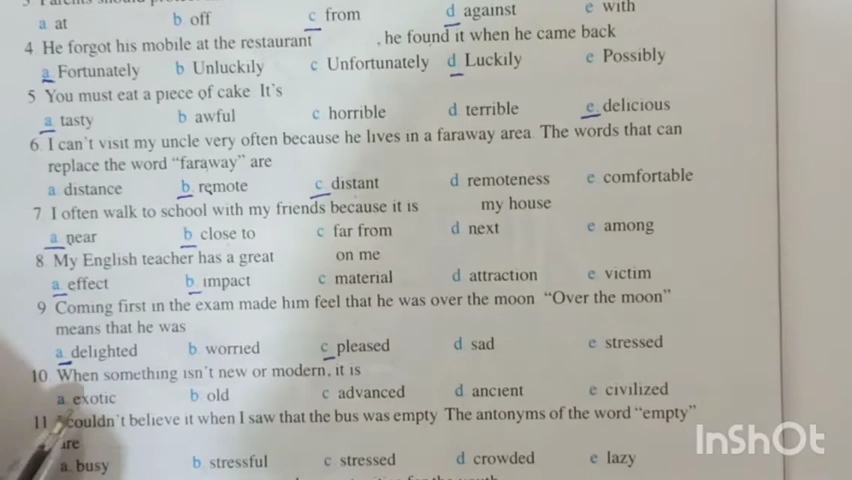 a at b off c from d against e with
4 He forgot his mobile at the restaurant , he found it when he came back
a Fortunately b Unluckily c Unfortunately d Luckily e Possibly
5 You must eat a piece of cake It's
a tasty b awful c horrible d terrible e delicious
6 I can't visit my uncle very often because he lives in a faraway area The words that can
replace the word "faraway" are
a distance b remote c distant d remoteness e comfortable
7 I often walk to school with my friends because it is my house
a near b close to c far from d next e among
8 My English teacher has a great on me
a effect b impact c material d attraction e victim
9 Coming first in the exam made him feel that he was over the moon "Over the moon"
means that he was
a delighted b worried c pleased d sad e stressed
10 When something isn't new or modern, it is
a exotic b old c advanced d ancient e civilized
11 couldn't believe it when I saw that the bus was empty The antonyms of the word "empty"
are
a. busy b stressful c stressed d crowded e lazy
InShOt